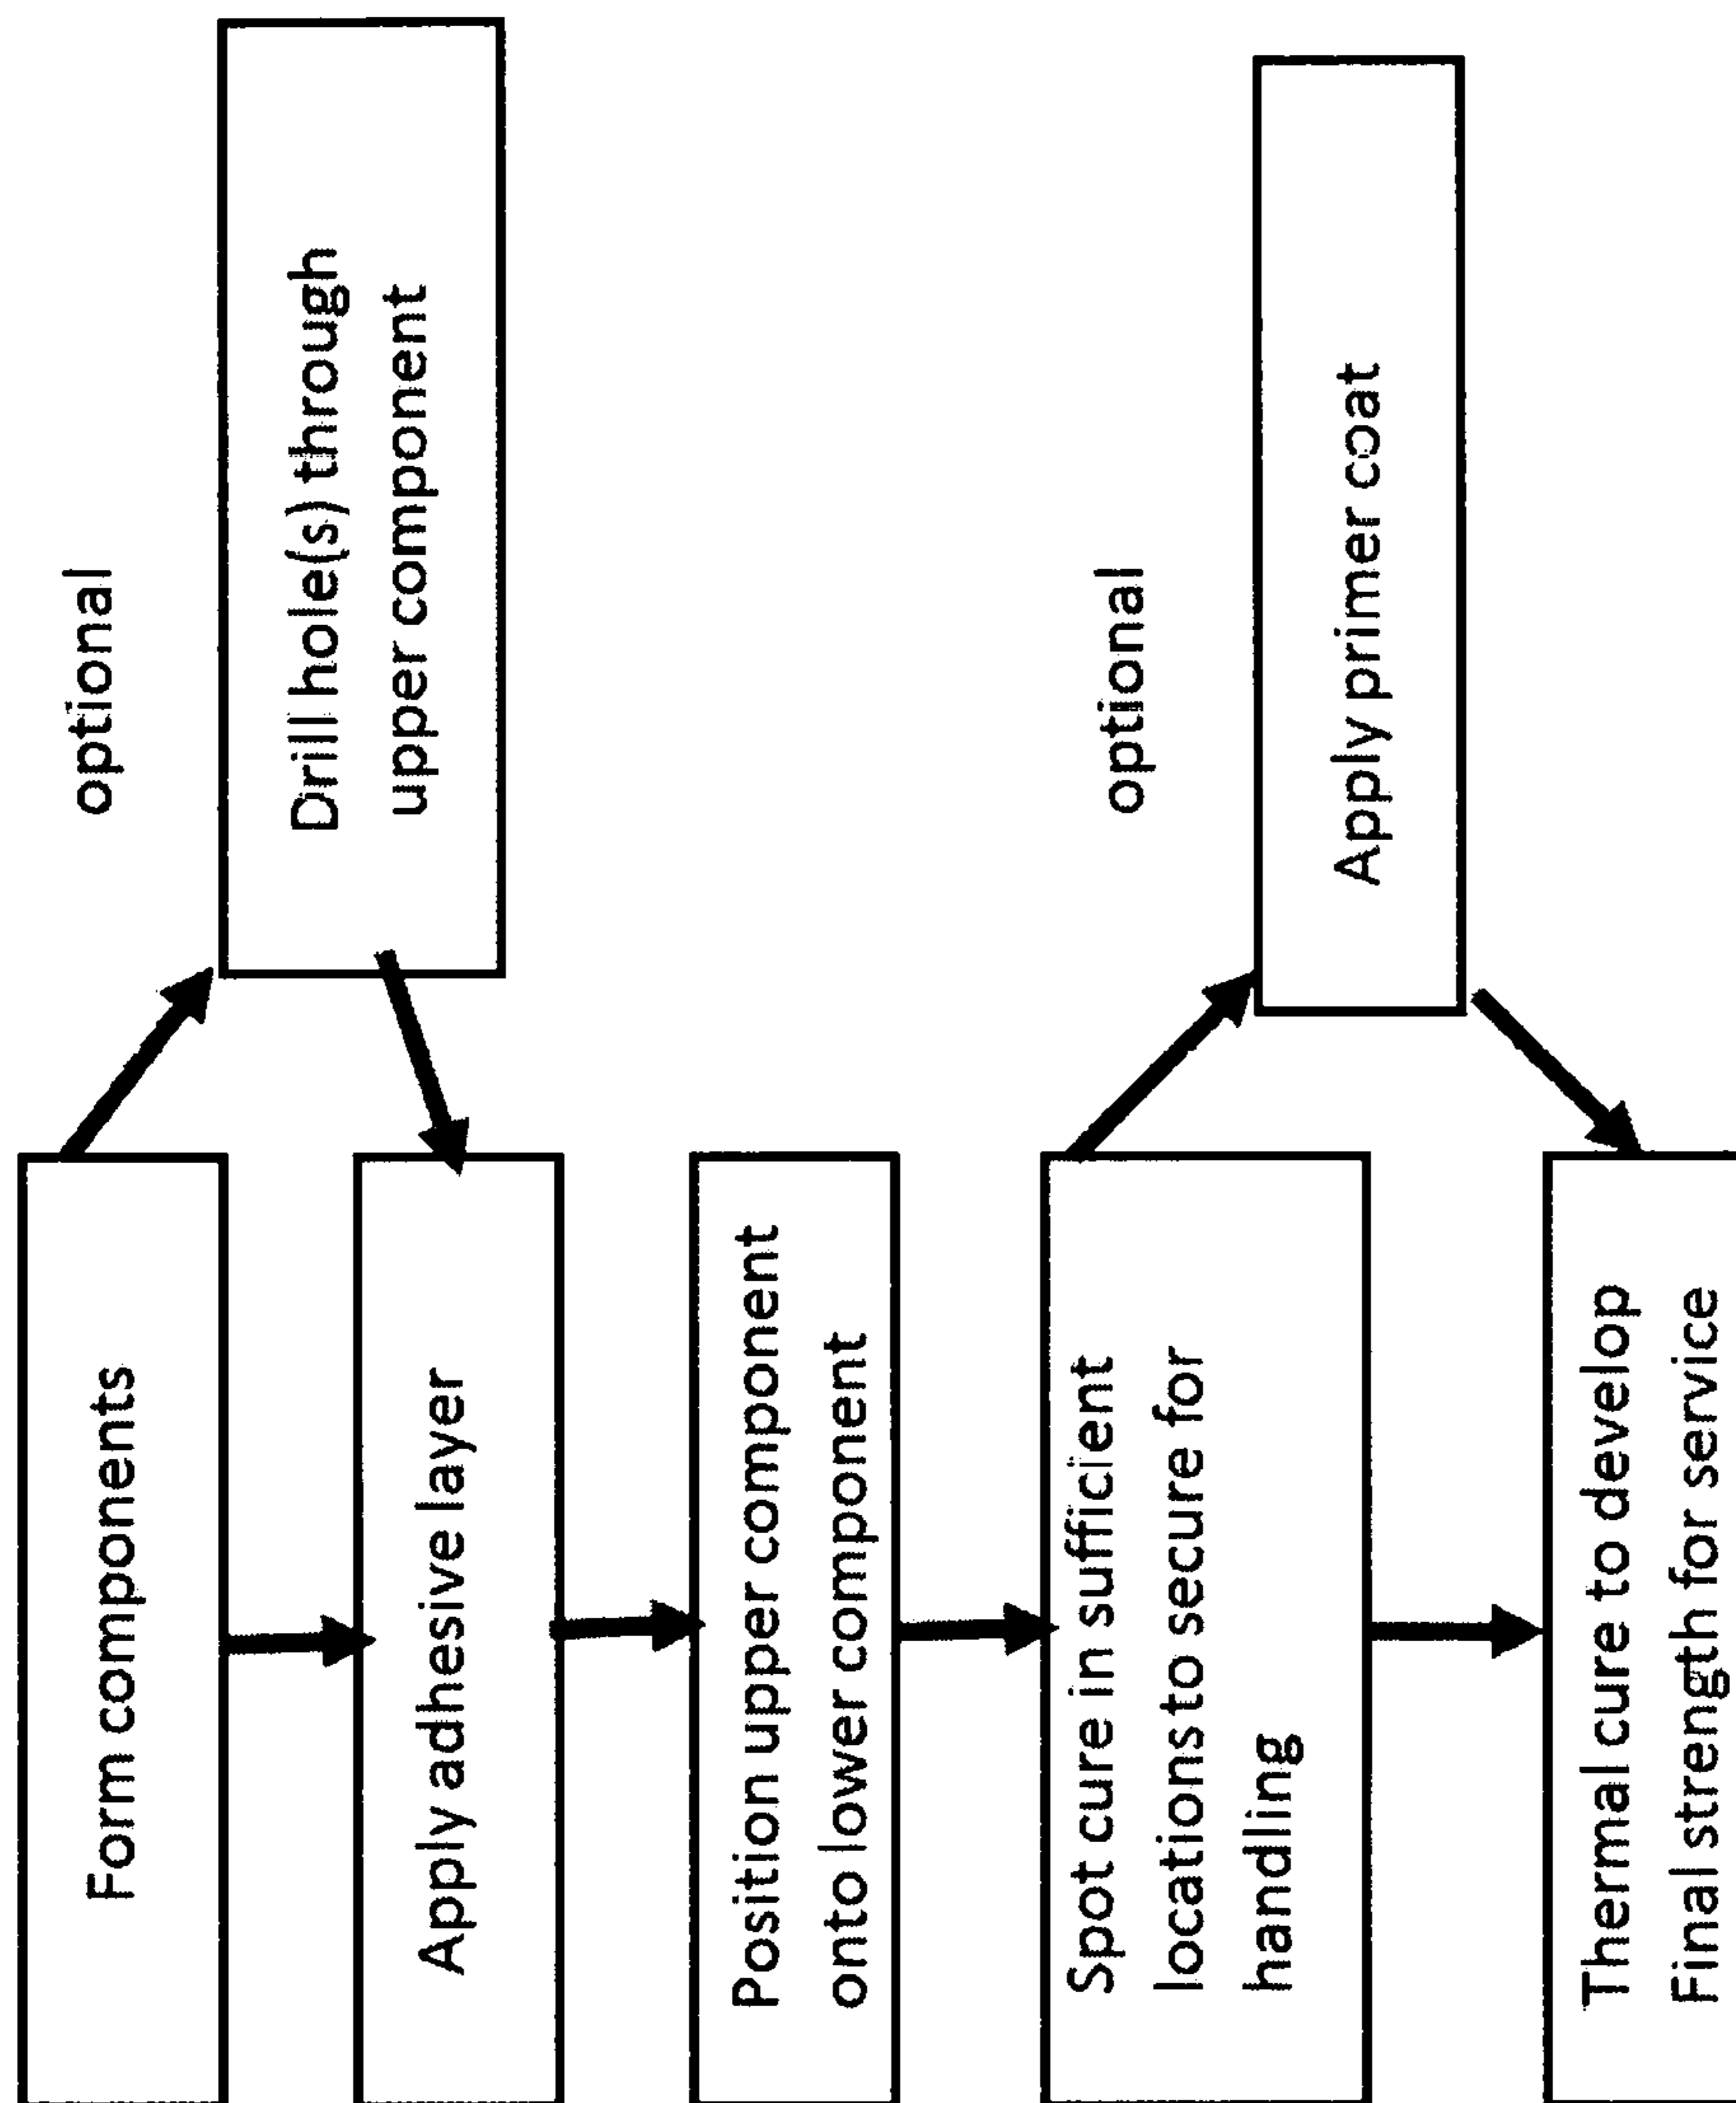 Form components
optional
Drill hole(s) through
upper component
Apply adhesive layer
Position upper component
onto lower component
Spot cure in sufficient
locations to secure for
handling
optional
Apply primer coat
Thermal cure to develop
Final strength for service